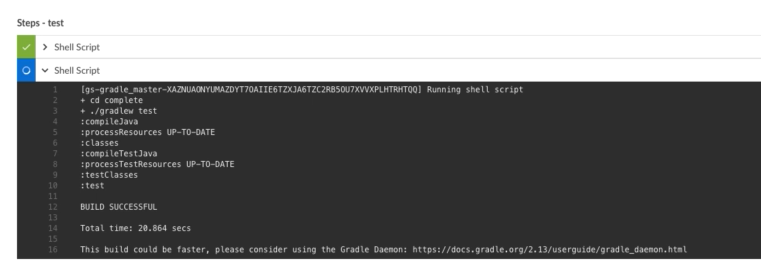 Steps - test
Shell Script
Shell Script
1 [gs-gradle_master-XAZNUAONYUMAZDYT7OAIIE6TZXJA6TZC2RB5OU7XVVXPLHTRHTQQ] Running shell script
2 + cd complete
3 + ./gradlew test
4 :compileJava
5 :processResources UP-TO-DATE
6 :classes
7 :compileTestJava
8 :processTestResources UP-TO-DATE
9 :testClasses
10 :test
11
12 BUILD SUCCESSFUL
13
14 Total time: 20.864 secs
15
16 This build could be faster, please consider using the Gradle Daemon: https://docs.gradle.org/2.13/userguide/gradle_daemon.html